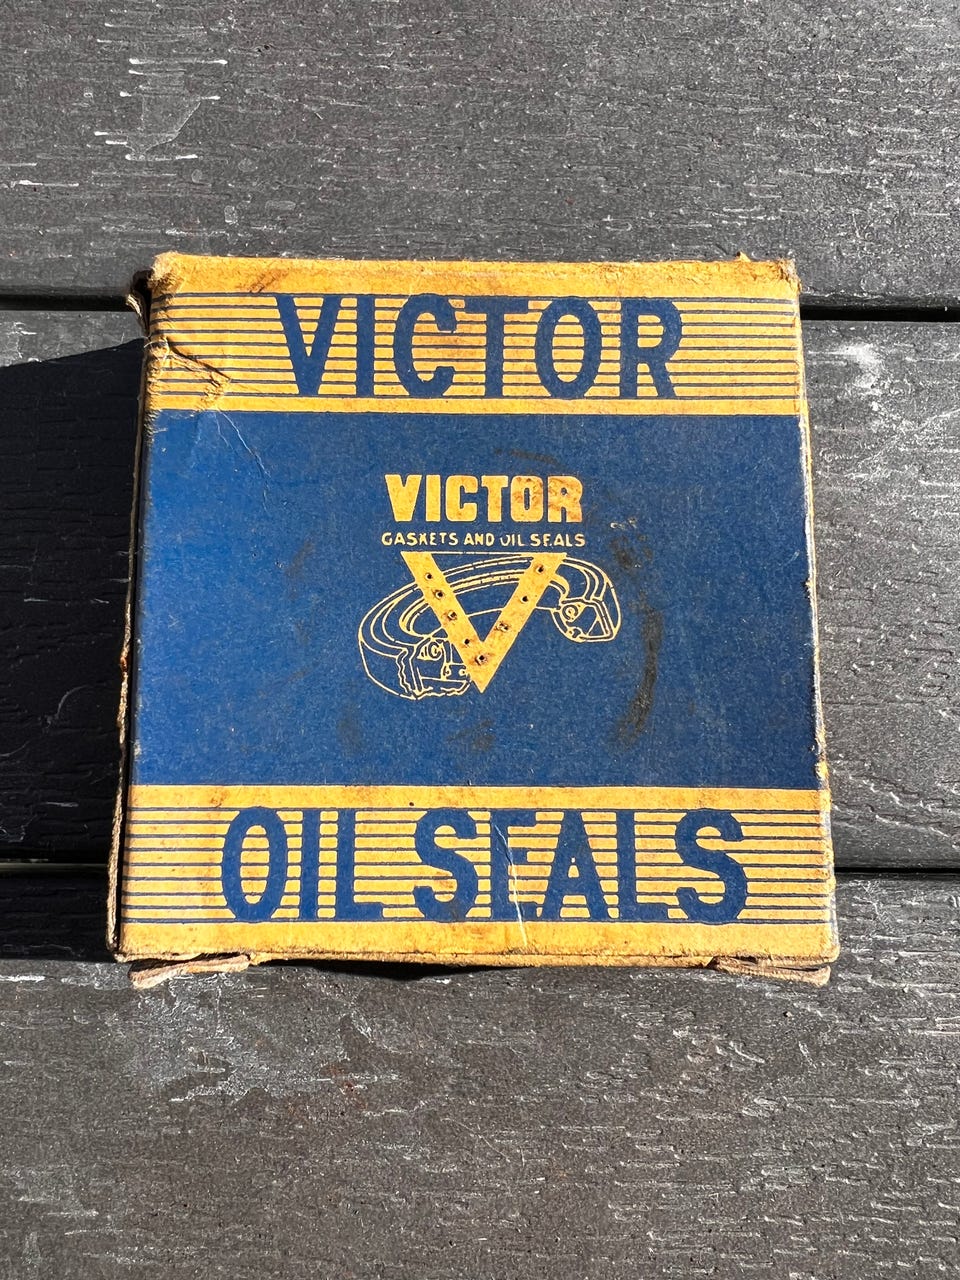 VICTOR
VICTOR
GASKETS AND OIL SEALS
V
OIL SEALS